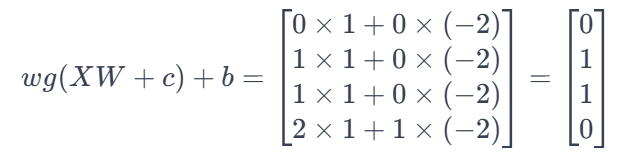 wg(XW + c) + b = [0 × 1 + 0 × (−2)] = [0]
[1 × 1 + 0 × (−2)] [1]
[1 × 1 + 0 × (−2)] [1]
[2 × 1 + 1 × (−2)] [0]